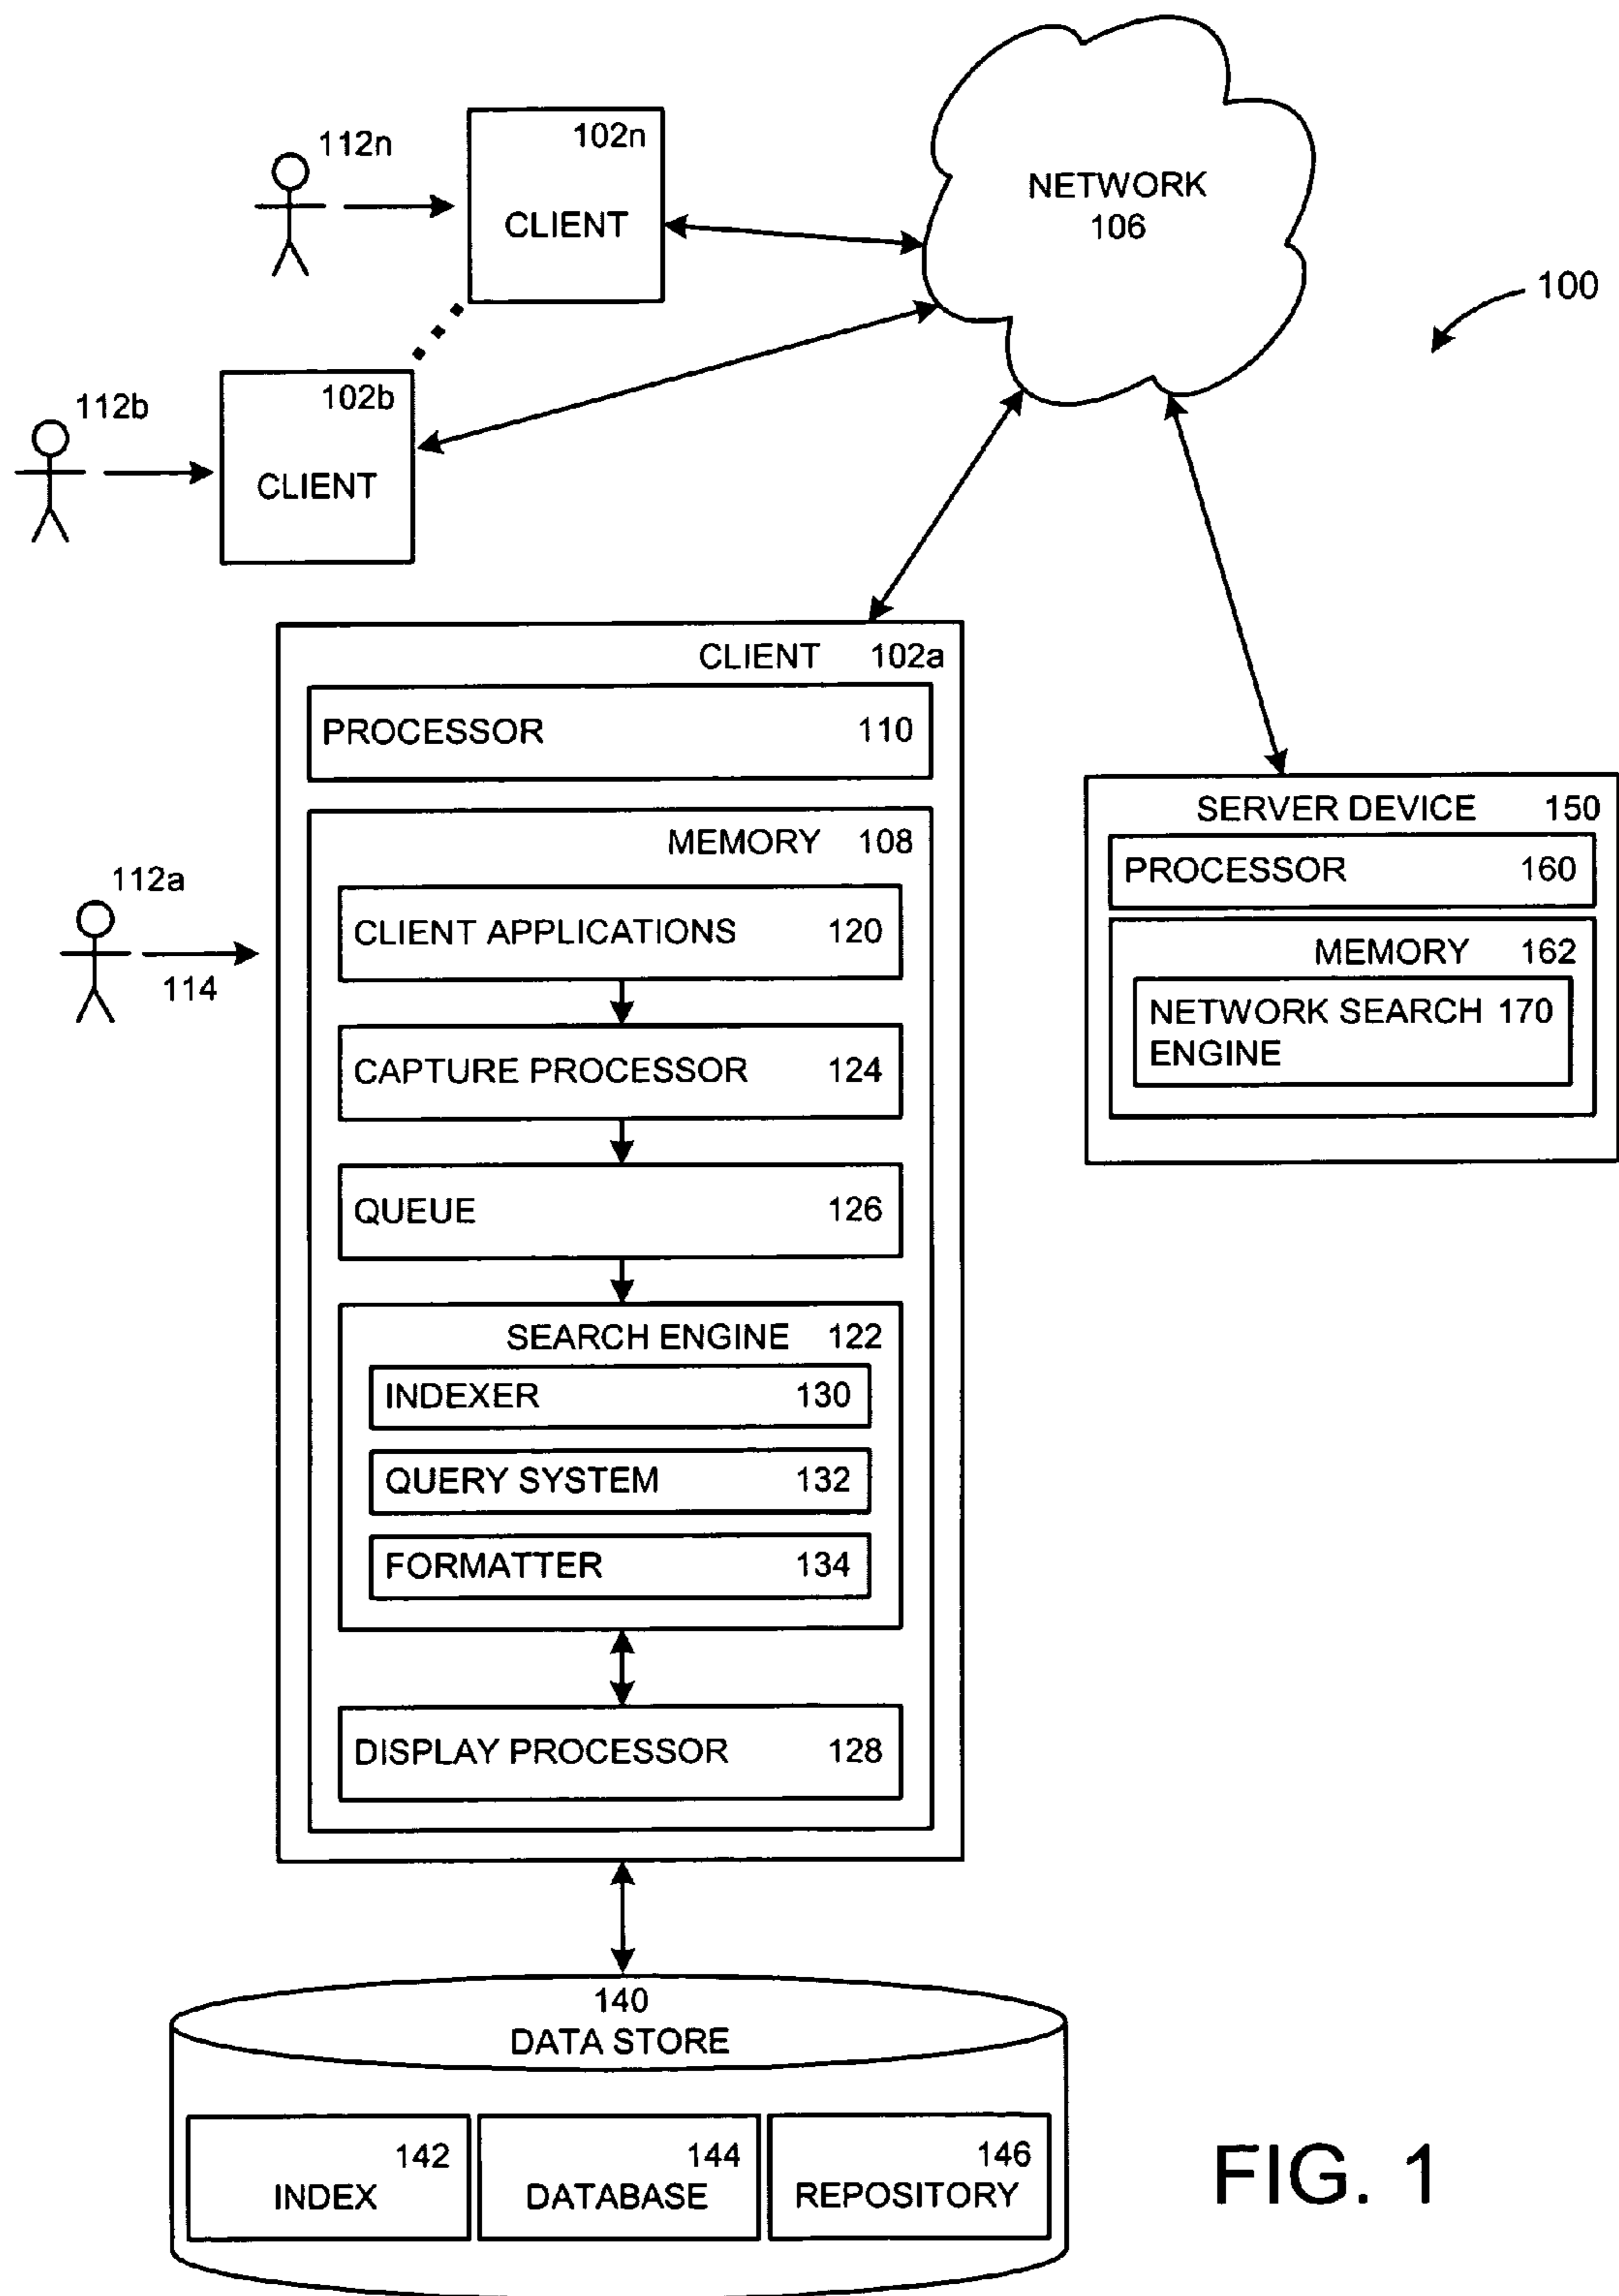 112n
102n
CLIENT
NETWORK
106
100
112b
102b
CLIENT
CLIENT 102a
PROCESSOR 110
MEMORY 108
112a
114
CLIENT APPLICATIONS 120
CAPTURE PROCESSOR 124
QUEUE 126
SEARCH ENGINE 122
INDEXER 130
QUERY SYSTEM 132
FORMATTER 134
DISPLAY PROCESSOR 128
SERVER DEVICE 150
PROCESSOR 160
MEMORY 162
NETWORK SEARCH 170
ENGINE
140
DATA STORE
142
INDEX
144
DATABASE
146
REPOSITORY
FIG. 1